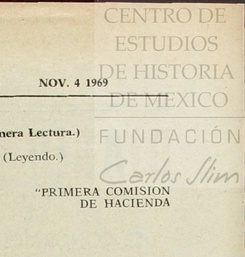 CENTRO DE
ESTUDIOS
DE HISTORIA
DE MEXICO
FUNDACIÓN
Carlos Slim
NOV. 4 1969
mera Lectura.)
(Leyendo.)
"PRIMERA COMISION
DE HACIENDA